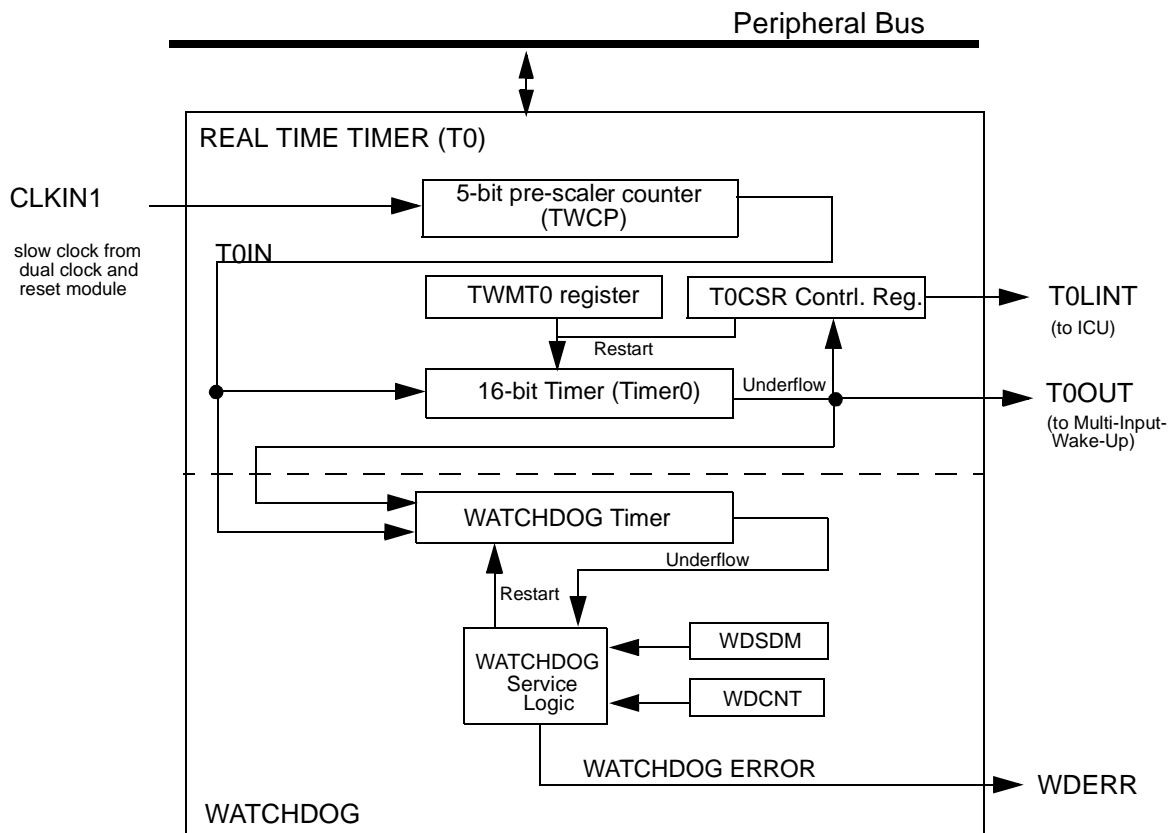 Peripheral Bus
REAL TIME TIMER (T0)
CLKIN1
slow clock from
dual clock and
reset module
5-bit pre-scaler counter
(TWCP)
T0IN
TWMT0 register
T0CSR Contrl. Reg.
T0LINT
(to ICU)
Restart
16-bit Timer (Timer0)
Underflow
T0OUT
(to Multi-Input-
Wake-Up)
WATCHDOG Timer
Underflow
Restart
WATCHDOG
Service
Logic
WDSDM
WDCNT
WATCHDOG ERROR
WDERR
WATCHDOG